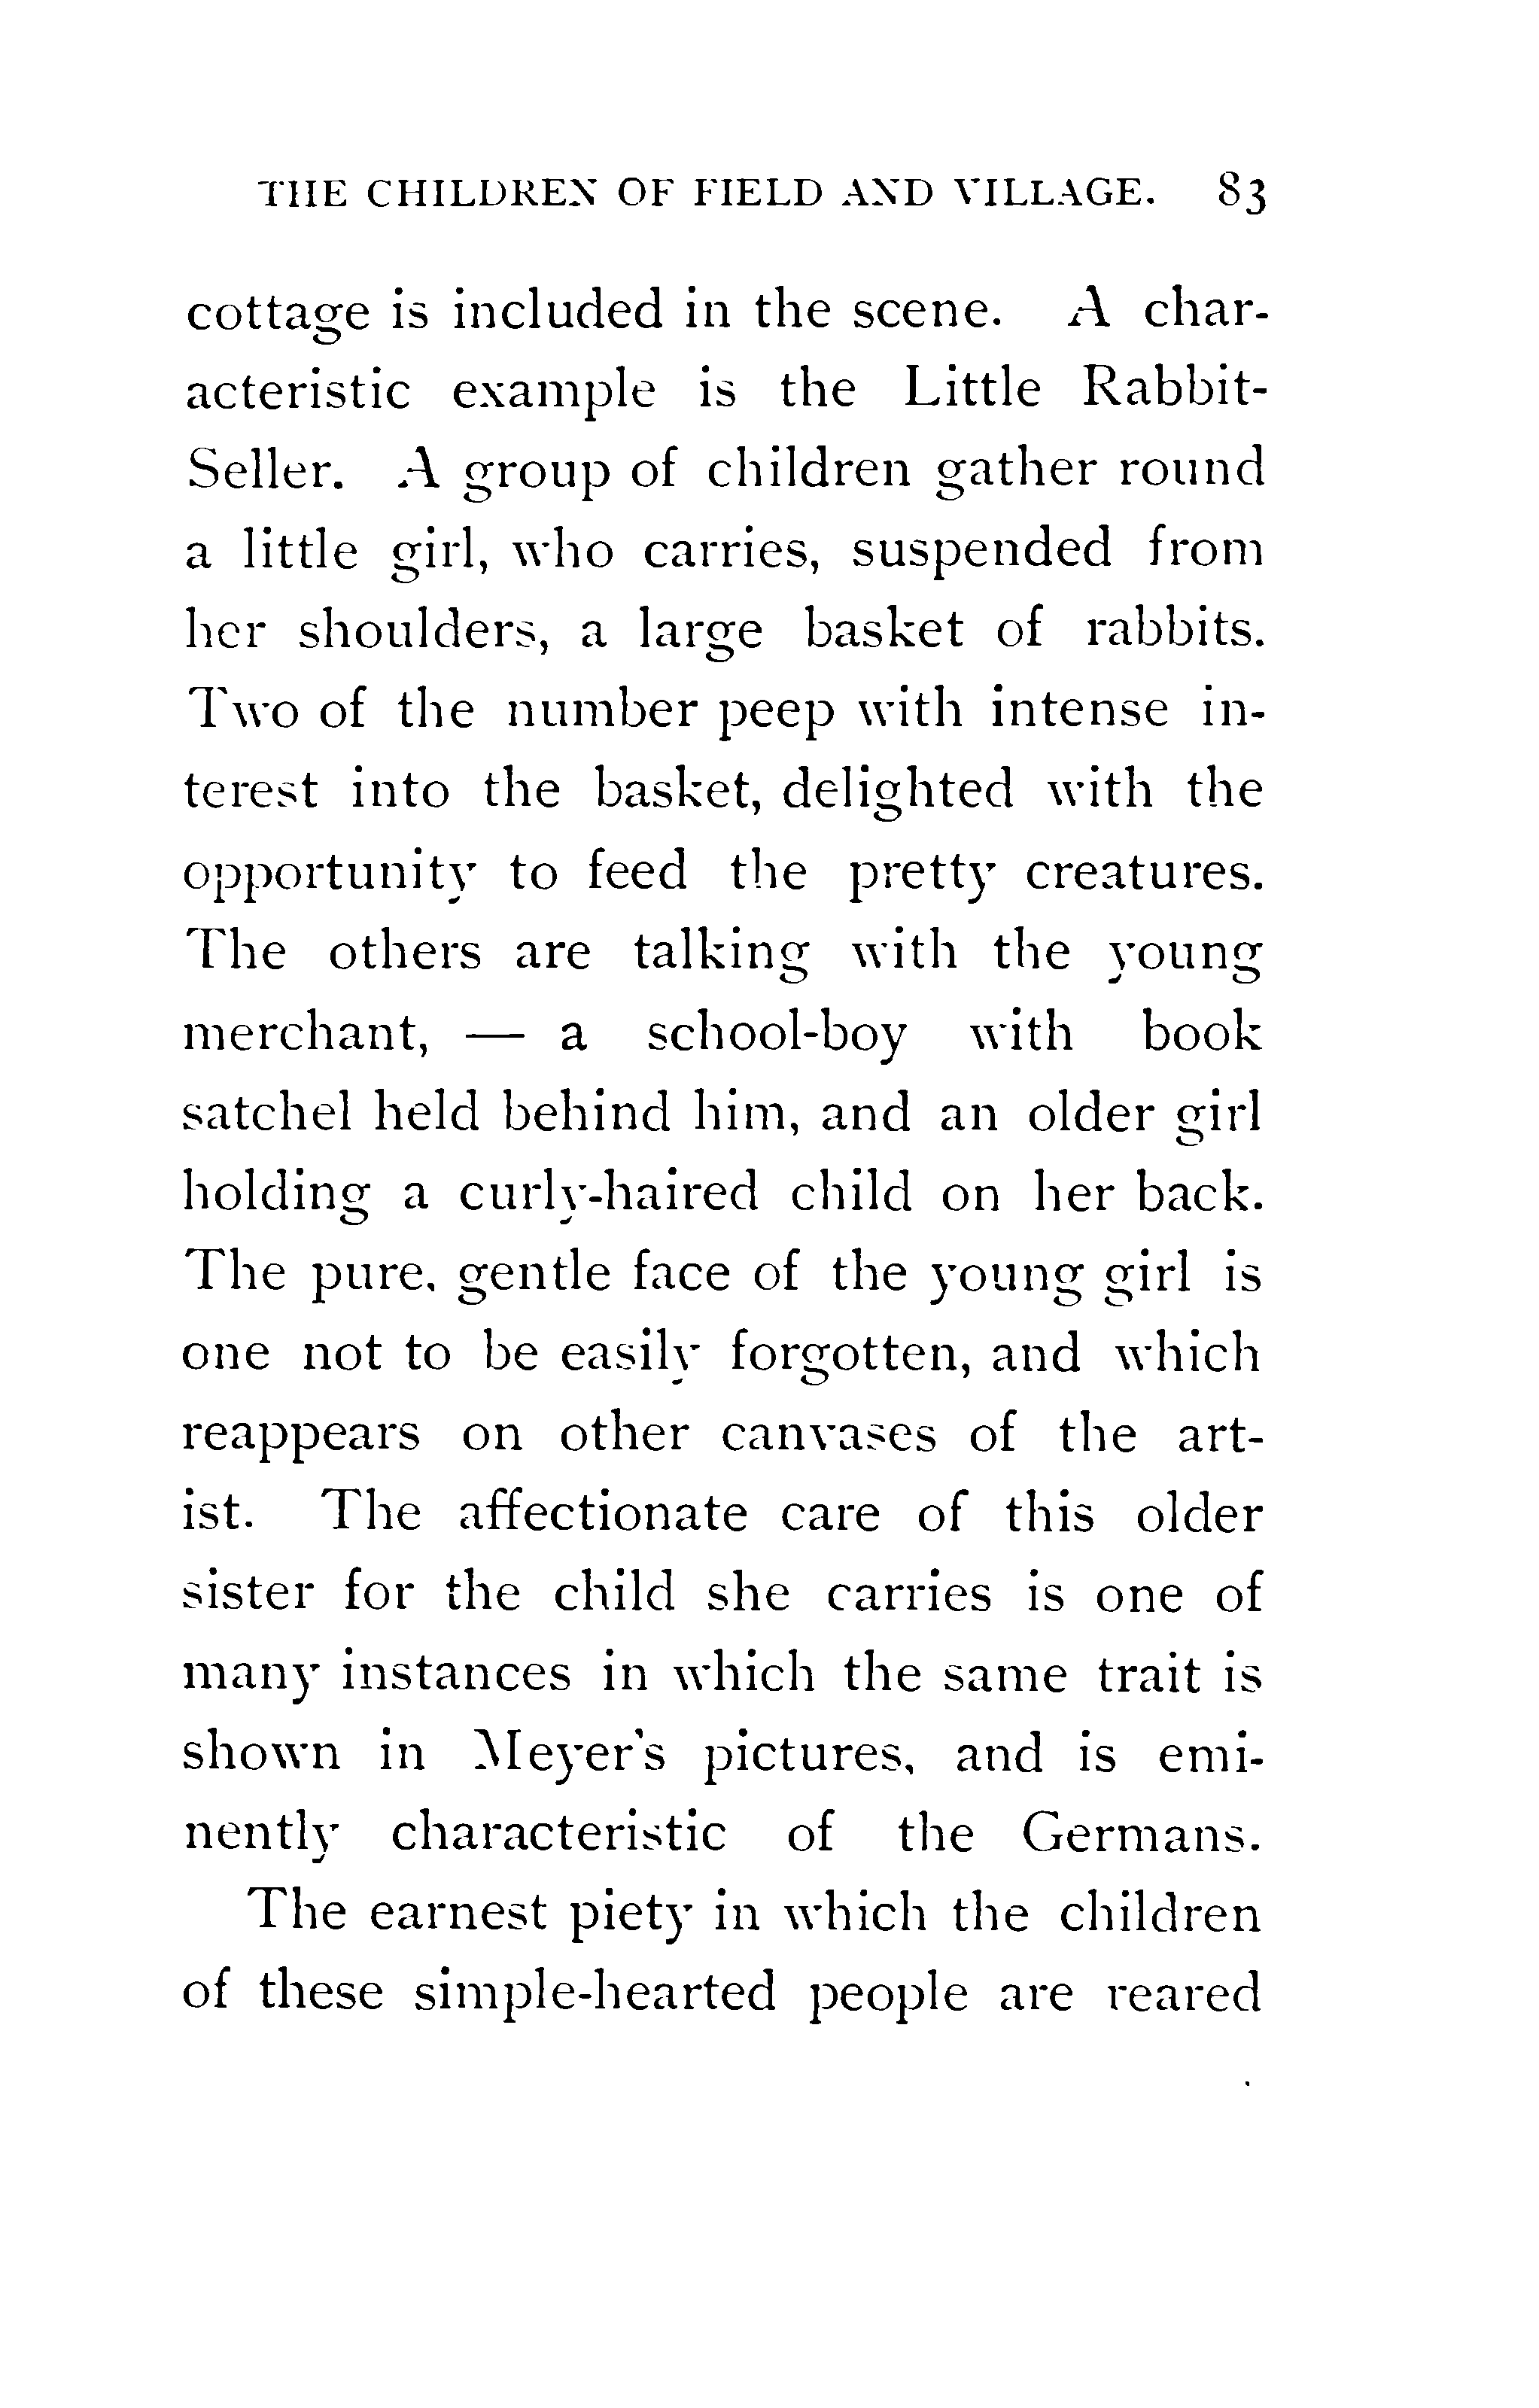 THE CHILDREN OF FIELD AND VILLAGE. 83
cottage is included in the scene. A char-
acteristic example is the Little Rabbit-
Seller. A group of children gather round
a little girl, who carries, suspended from
her shoulders, a large basket of rabbits.
Two of the number peep with intense in-
terest into the basket, delighted with the
opportunity to feed the pretty creatures.
The others are talking with the young
merchant, — a school-boy with book
satchel held behind him, and an older girl
holding a curly-haired child on her back.
The pure, gentle face of the young girl is
one not to be easily forgotten, and which
reappears on other canvases of the art-
ist. The affectionate care of this older
sister for the child she carries is one of
many instances in which the same trait is
shown in Meyer's pictures, and is emi-
nently characteristic of the Germans.
The earnest piety in which the children
of these simple-hearted people are reared